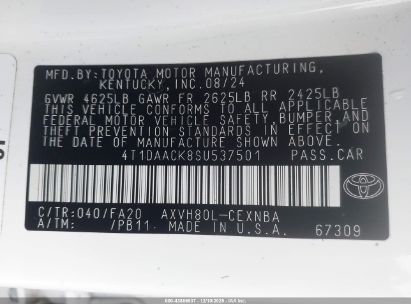 MFD.BY:TOYOTA MOTOR MANUFACTURING,
KENTUCKY,INC.08/24
GVWR 4625LB GAWR FR 2625LB RR 2425LB
THIS VEHICLE CONFORMS TO ALL APPLICABLE
FEDERAL MOTOR VEHICLE SAFETY,BUMPER,AND
THEFT PREVENTION STANDARDS IN EFFECT ON
THE DATE OF MANUFACTURE SHOWN ABOVE.
4T1DAACK8SU537501 PASS.CAR
TOYOTA
C/TR:040/FA20 AXVH80L-CEXNBA
A/TM: /PB11 MADE IN U.S.A. 67309